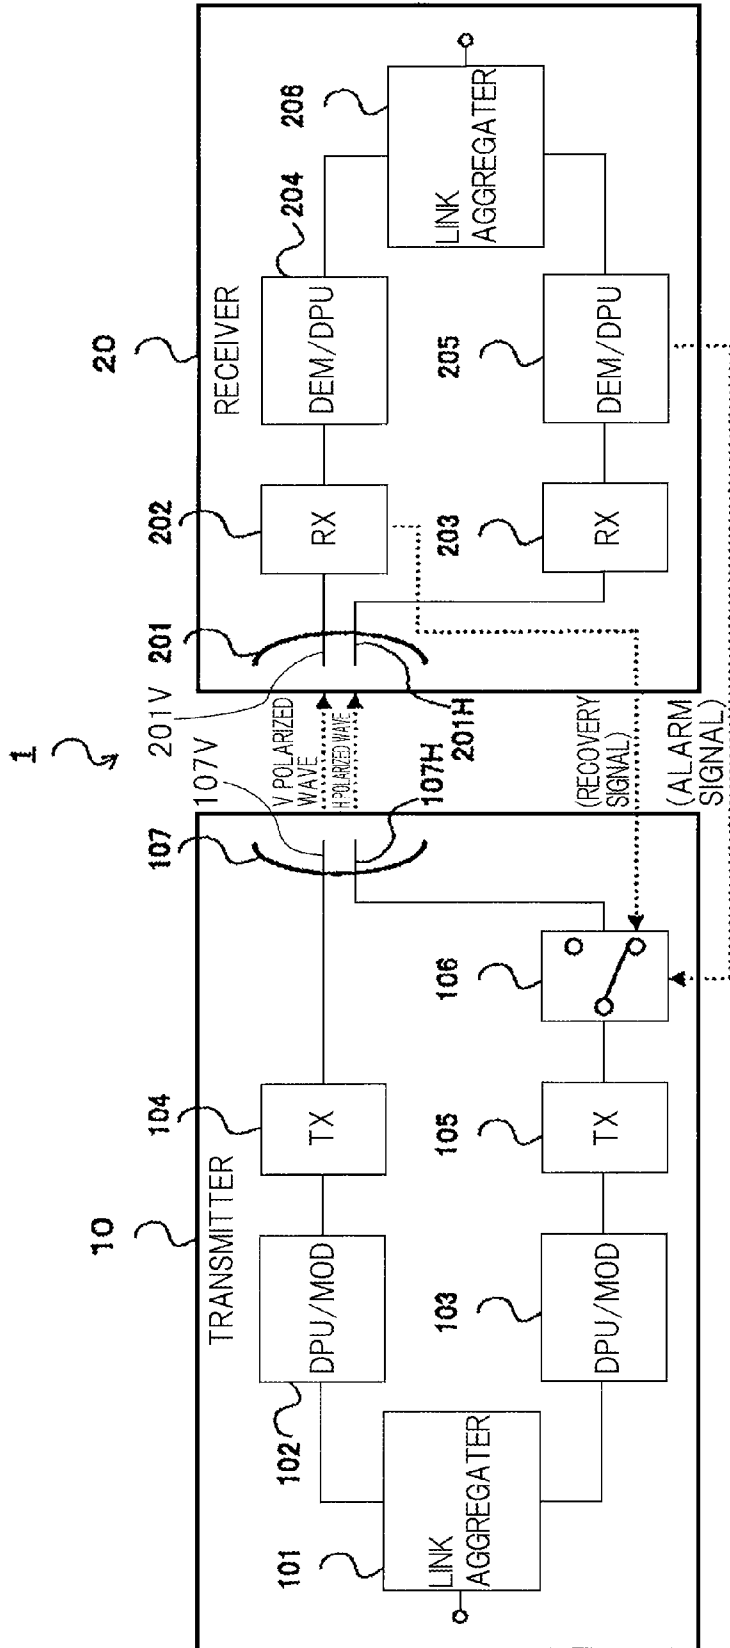 1
10
TRANSMITTER
101
LINK
AGGREGATER
102
DPU/MOD
103
DPU/MOD
104
TX
105
TX
106
107
107V
107H
V POLARIZED
WAVE
H POLARIZED WAVE
(RECOVERY
SIGNAL)
(ALARM
SIGNAL)
20
RECEIVER
201
201V
201H
202
RX
203
RX
204
DEM/DPU
205
DEM/DPU
206
LINK
AGGREGATER